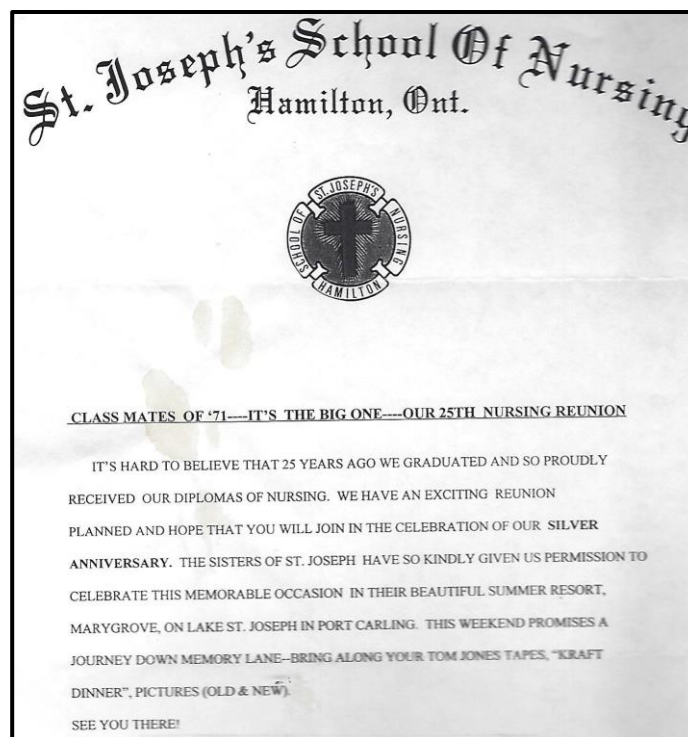 St. Joseph's School Of Nursing
Hamilton, Ont.
ST. JOSEPH'S
SCHOOL OF
NURSING
HAMILTON
CLASS MATES OF '71----IT'S THE BIG ONE----OUR 25TH NURSING REUNION
IT'S HARD TO BELIEVE THAT 25 YEARS AGO WE GRADUATED AND SO PROUDLY
RECEIVED OUR DIPLOMAS OF NURSING. WE HAVE AN EXCITING REUNION
PLANNED AND HOPE THAT YOU WILL JOIN IN THE CELEBRATION OF OUR SILVER
ANNIVERSARY. THE SISTERS OF ST. JOSEPH HAVE SO KINDLY GIVEN US PERMISSION TO
CELEBRATE THIS MEMORABLE OCCASION IN THEIR BEAUTIFUL SUMMER RESORT,
MARYGROVE, ON LAKE ST. JOSEPH IN PORT CARLING. THIS WEEKEND PROMISES A
JOURNEY DOWN MEMORY LANE--BRING ALONG YOUR TOM JONES TAPES, "KRAFT
DINNER", PICTURES (OLD & NEW).
SEE YOU THERE!